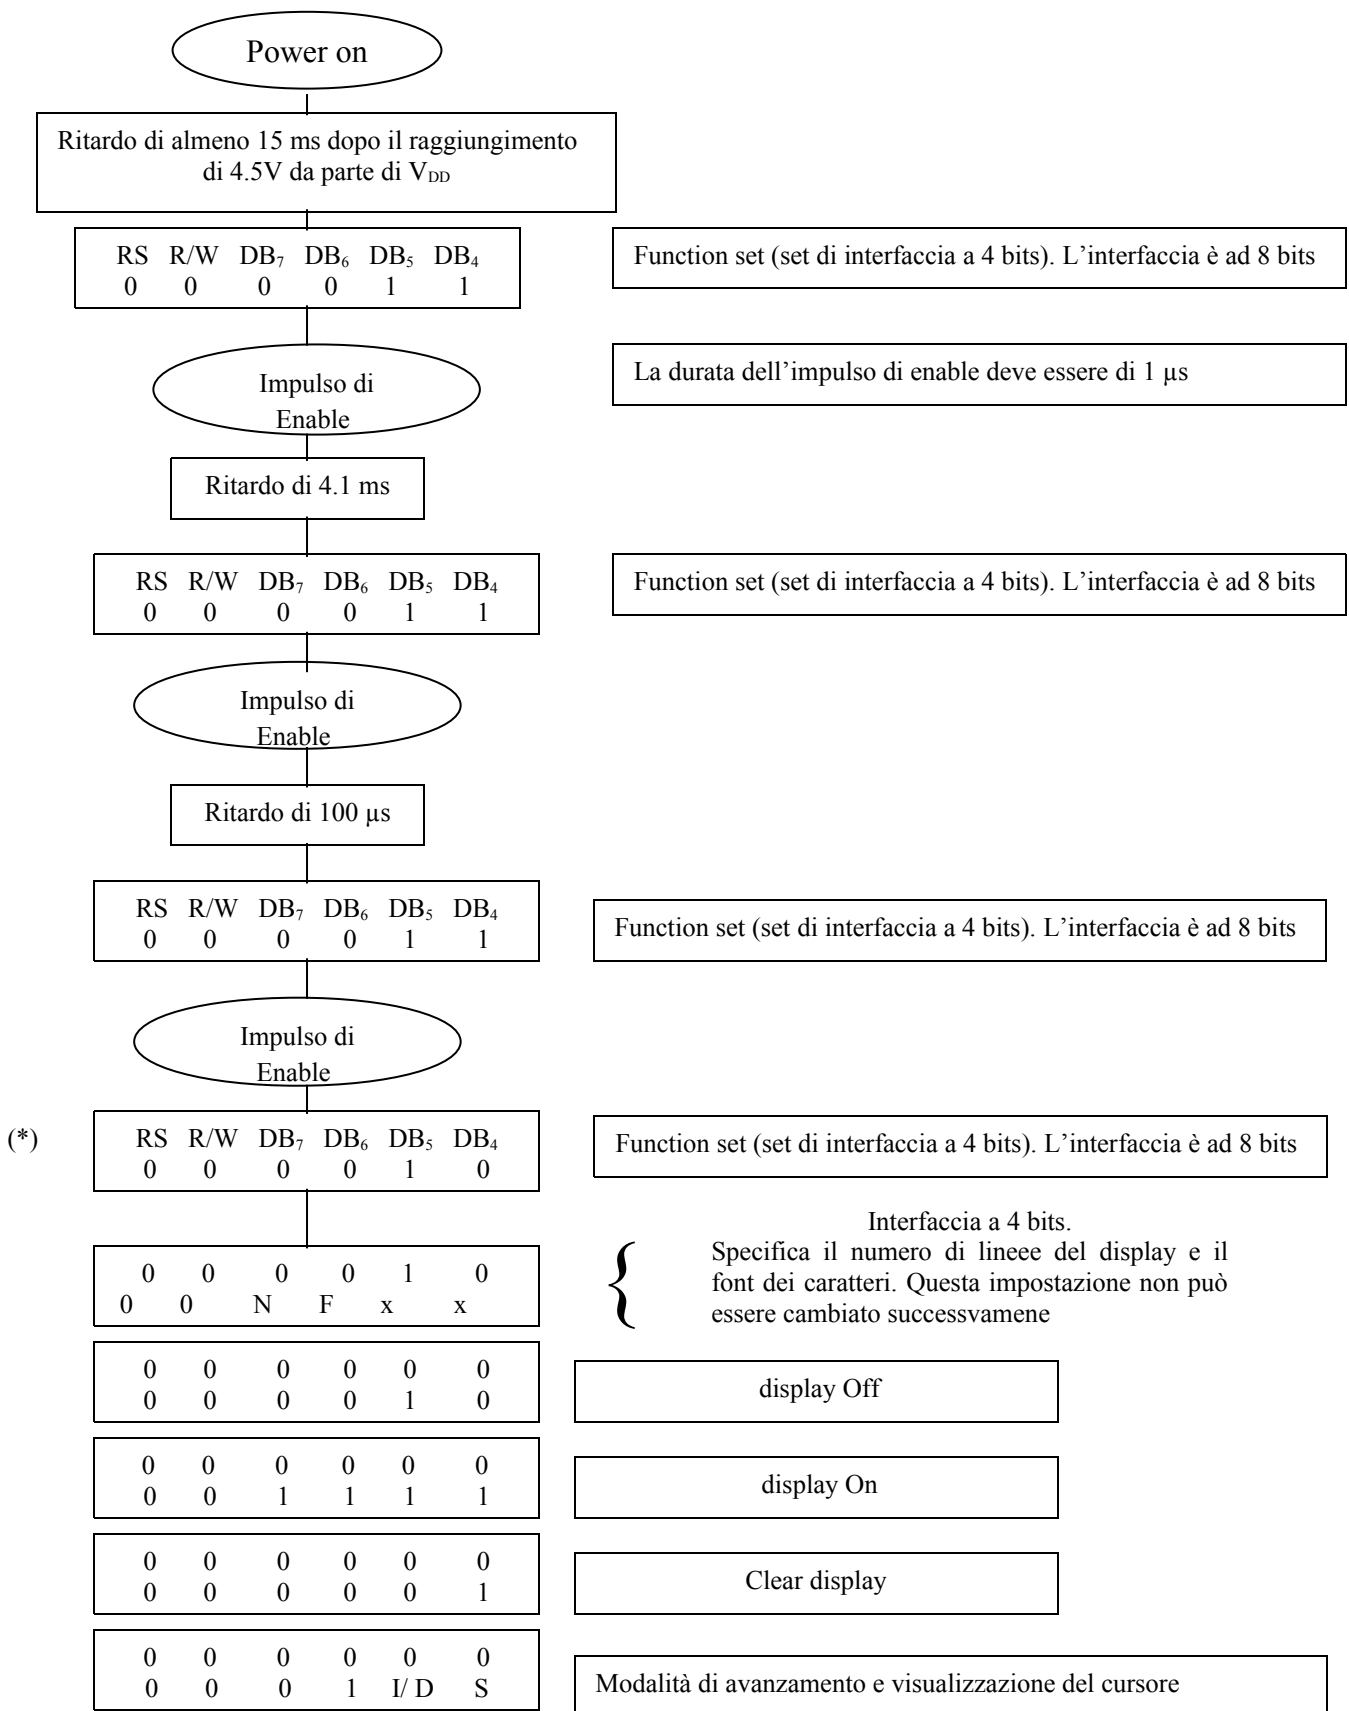 Power on
Ritardo di almeno 15 ms dopo il raggiungimento
di 4.5V da parte di VDD
RS R/W DB7 DB6 DB5 DB4
0 0 0 0 1 1
Function set (set di interfaccia a 4 bits). L’interfaccia è ad 8 bits
Impulso di
Enable
La durata dell’impulso di enable deve essere di 1 µs
Ritardo di 4.1 ms
RS R/W DB7 DB6 DB5 DB4
0 0 0 0 1 1
Function set (set di interfaccia a 4 bits). L’interfaccia è ad 8 bits
Impulso di
Enable
Ritardo di 100 µs
RS R/W DB7 DB6 DB5 DB4
0 0 0 0 1 1
Function set (set di interfaccia a 4 bits). L’interfaccia è ad 8 bits
Impulso di
Enable
(*)
RS R/W DB7 DB6 DB5 DB4
0 0 0 0 1 0
Function set (set di interfaccia a 4 bits). L’interfaccia è ad 8 bits
0 0 0 0 1 0
0 0 N F x x
Interfaccia a 4 bits.
Specifica il numero di lineee del display e il
font dei caratteri. Questa impostazione non può
essere cambiato successvamene
0 0 0 0 0 0
0 0 0 0 1 0
display Off
0 0 0 0 0 0
0 0 1 1 1 1
display On
0 0 0 0 0 0
0 0 0 0 0 1
Clear display
0 0 0 0 0 0
0 0 0 1 I/ D S
Modalità di avanzamento e visualizzazione del cursore